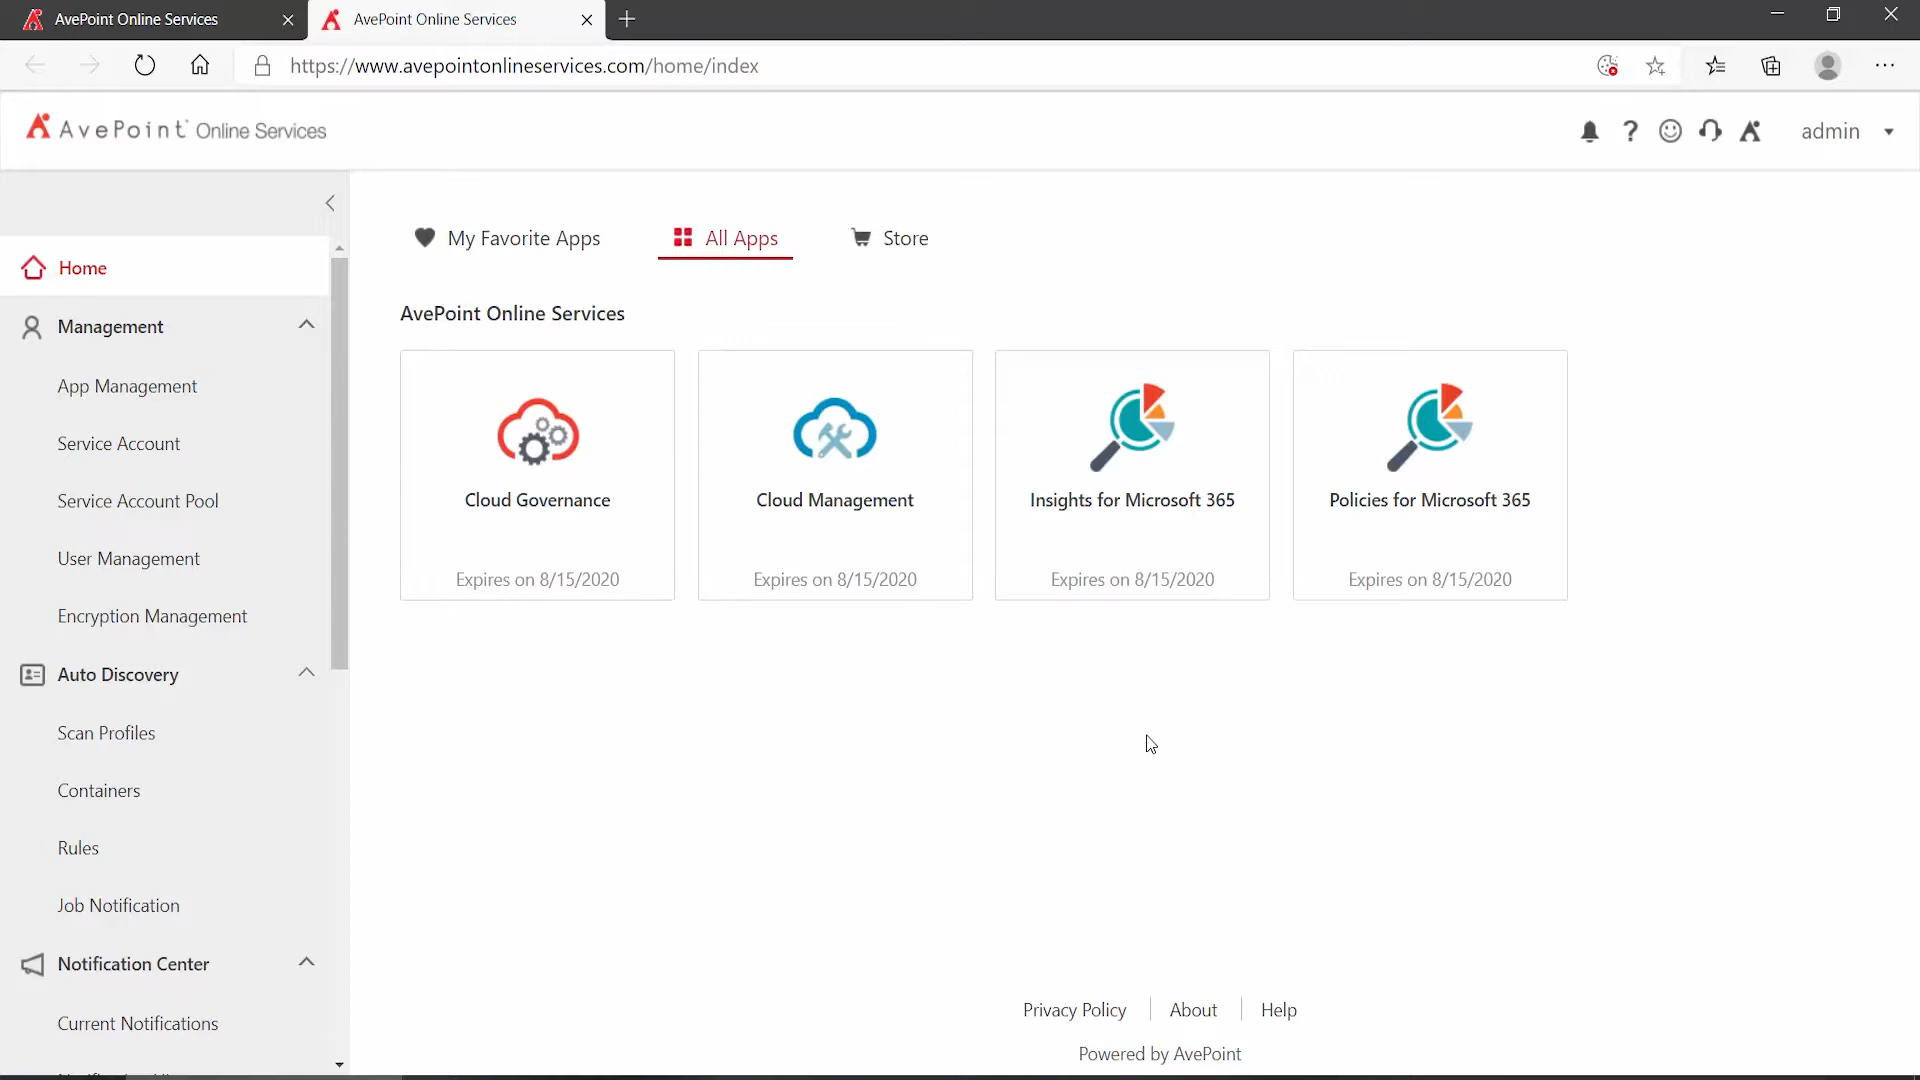 AvePoint Online Services
AvePoint Online Services
https://www.avepointonlineservices.com/home/index
AvePoint Online Services
admin
Home
Management
App Management
Service Account
Service Account Pool
User Management
Encryption Management
Auto Discovery
Scan Profiles
Containers
Rules
Job Notification
Notification Center
Current Notifications
My Favorite Apps
All Apps
Store
AvePoint Online Services
Cloud Governance
Expires on 8/15/2020
Cloud Management
Expires on 8/15/2020
Insights for Microsoft 365
Expires on 8/15/2020
Policies for Microsoft 365
Expires on 8/15/2020
Privacy Policy
About
Help
Powered by AvePoint